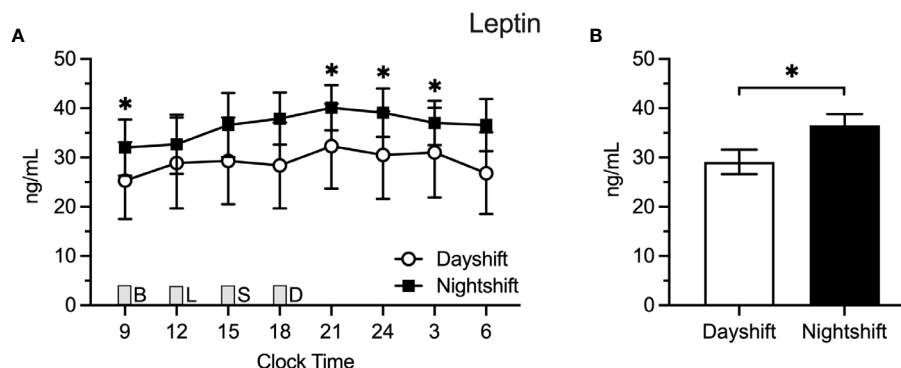 Leptin
A
B
*
*
*
*
*
50
40
30
20
10
0
ng/mL
Dayshift
Nightshift
B
L
S
D
9 12 15 18 21 24 3 6
Clock Time
50
40
30
20
10
0
ng/mL
Dayshift Nightshift